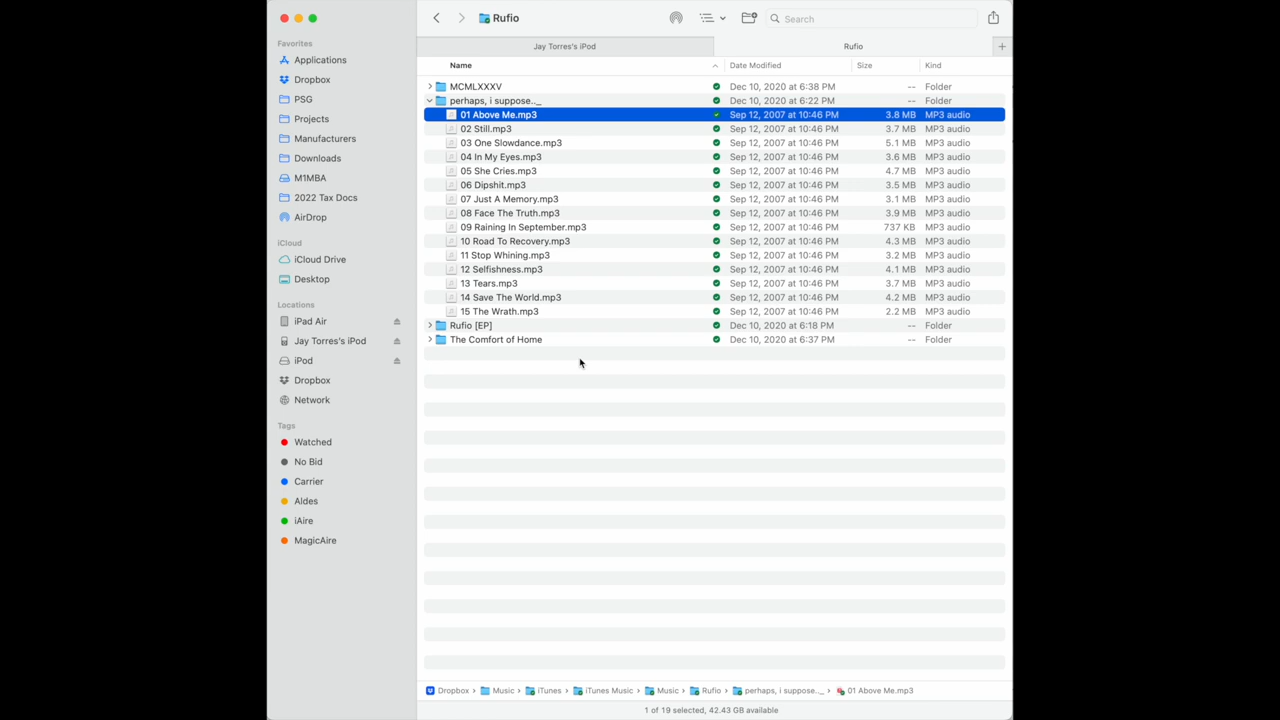 Rufio
Search
Favorites
Applications
Dropbox
PSG
Projects
Manufacturers
Downloads
M1MBA
2022 Tax Docs
AirDrop
iCloud
iCloud Drive
Desktop
Locations
iPad Air
Jay Torres's iPod
iPod
Dropbox
Network
Tags
Watched
No Bid
Carrier
Aldes
iAire
MagicAire
Jay Torres's iPod Rufio +
Name Date Modified Size Kind
MCMLXXXV Dec 10, 2020 at 6:38 PM -- Folder
perhaps, i suppose.._ Dec 10, 2020 at 6:22 PM -- Folder
01 Above Me.mp3 Sep 12, 2007 at 10:46 PM 3.8 MB MP3 audio
02 Still.mp3 Sep 12, 2007 at 10:46 PM 3.7 MB MP3 audio
03 One Slowdance.mp3 Sep 12, 2007 at 10:46 PM 5.1 MB MP3 audio
04 In My Eyes.mp3 Sep 12, 2007 at 10:46 PM 3.6 MB MP3 audio
05 She Cries.mp3 Sep 12, 2007 at 10:46 PM 4.7 MB MP3 audio
06 Dipshit.mp3 Sep 12, 2007 at 10:46 PM 3.5 MB MP3 audio
07 Just A Memory.mp3 Sep 12, 2007 at 10:46 PM 3.1 MB MP3 audio
08 Face The Truth.mp3 Sep 12, 2007 at 10:46 PM 3.9 MB MP3 audio
09 Raining In September.mp3 Sep 12, 2007 at 10:46 PM 737 KB MP3 audio
10 Road To Recovery.mp3 Sep 12, 2007 at 10:46 PM 4.3 MB MP3 audio
11 Stop Whining.mp3 Sep 12, 2007 at 10:46 PM 3.2 MB MP3 audio
12 Selfishness.mp3 Sep 12, 2007 at 10:46 PM 4.1 MB MP3 audio
13 Tears.mp3 Sep 12, 2007 at 10:46 PM 3.7 MB MP3 audio
14 Save The World.mp3 Sep 12, 2007 at 10:46 PM 4.2 MB MP3 audio
15 The Wrath.mp3 Sep 12, 2007 at 10:46 PM 2.2 MB MP3 audio
Rufio [EP] Dec 10, 2020 at 6:18 PM -- Folder
The Comfort of Home Dec 10, 2020 at 6:37 PM -- Folder
Dropbox › Music › iTunes › iTunes Music › Music › Rufio › perhaps, i suppose.._ › 01 Above Me.mp3
1 of 19 selected, 42.43 GB available